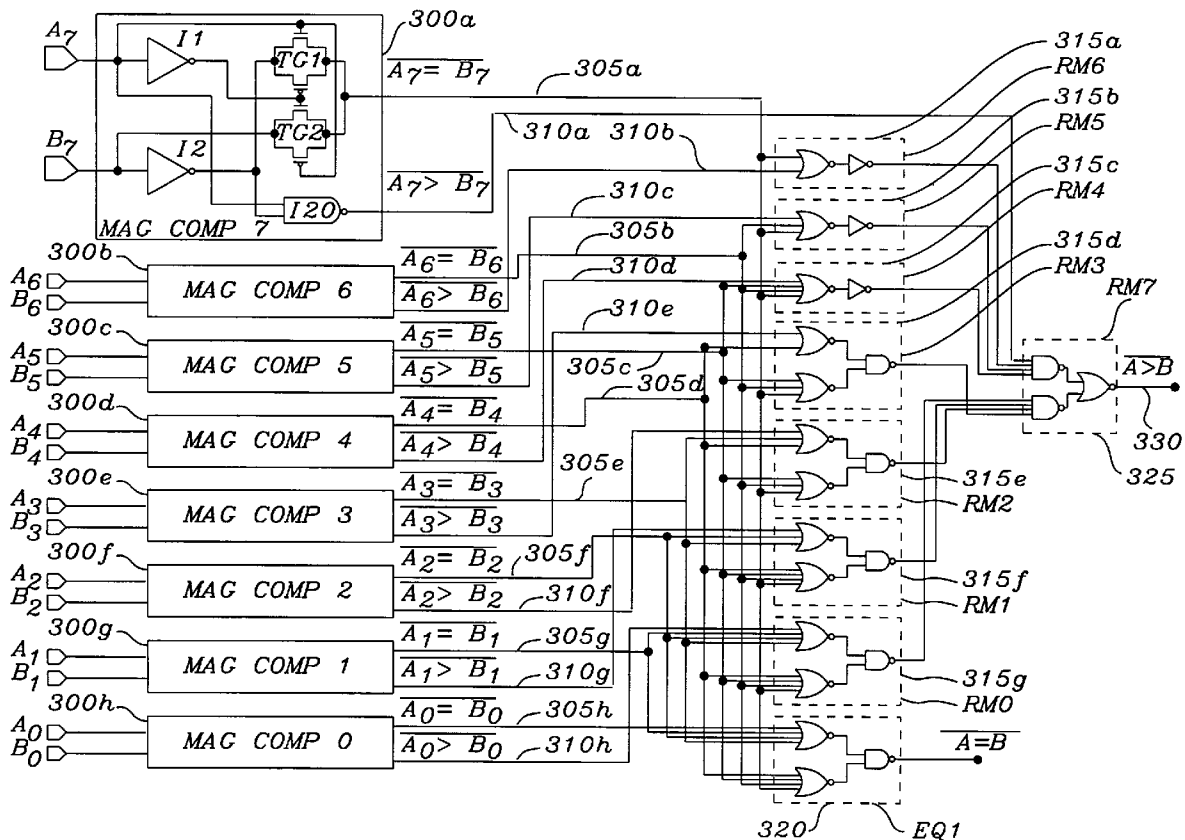 A7
I1
TG1
300a
A7= B7
305a
315a
RM6
315b
RM5
315c
RM4
315d
RM3
TG2
310a
310b
B7
I2
A7> B7
I20
310c
MAG COMP 7
300b
305b
A6
B6
MAG COMP 6
A6= B6
A6> B6
310d
310e
300c
A5
B5
MAG COMP 5
A5= B5
A5> B5
305c
305d
RM7
A>B
330
325
300d
A4
B4
MAG COMP 4
A4= B4
A4> B4
300e
A3
B3
MAG COMP 3
A3= B3
A3> B3
305e
315e
RM2
300f
A2
B2
MAG COMP 2
A2= B2
A2> B2
305f
310f
315f
RM1
300g
A1
B1
MAG COMP 1
A1= B1
A1> B1
305g
310g
315g
RM0
300h
A0
B0
MAG COMP 0
A0= B0
A0> B0
305h
310h
A=B
320
EQ1